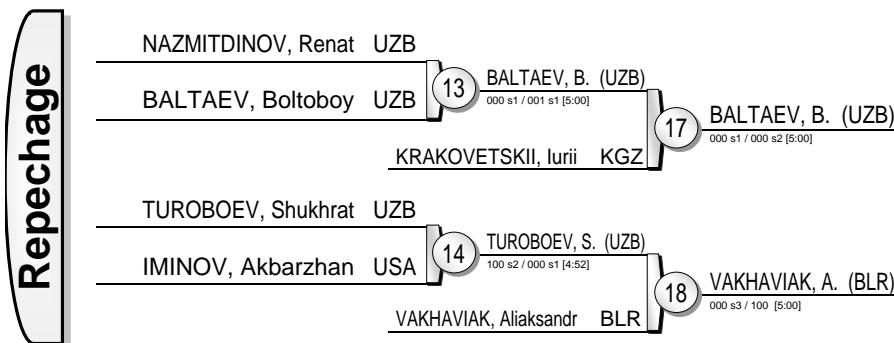 Repechage
NAZMITDINOV, Renat UZB
BALTAEV, Boltoboy UZB
13
BALTAEV, B. (UZB)
000 s1 / 001 s1 [5:00]
KRAKOVETSKII, Iurii KGZ
17
BALTAEV, B. (UZB)
000 s1 / 000 s2 [5:00]
TUROBOEV, Shukhrat UZB
IMINOV, Akbarzhan USA
14
TUROBOEV, S. (UZB)
100 s2 / 000 s1 [4:52]
VAKHAVIAK, Aliaksandr BLR
18
VAKHAVIAK, A. (BLR)
000 s3 / 100 [5:00]